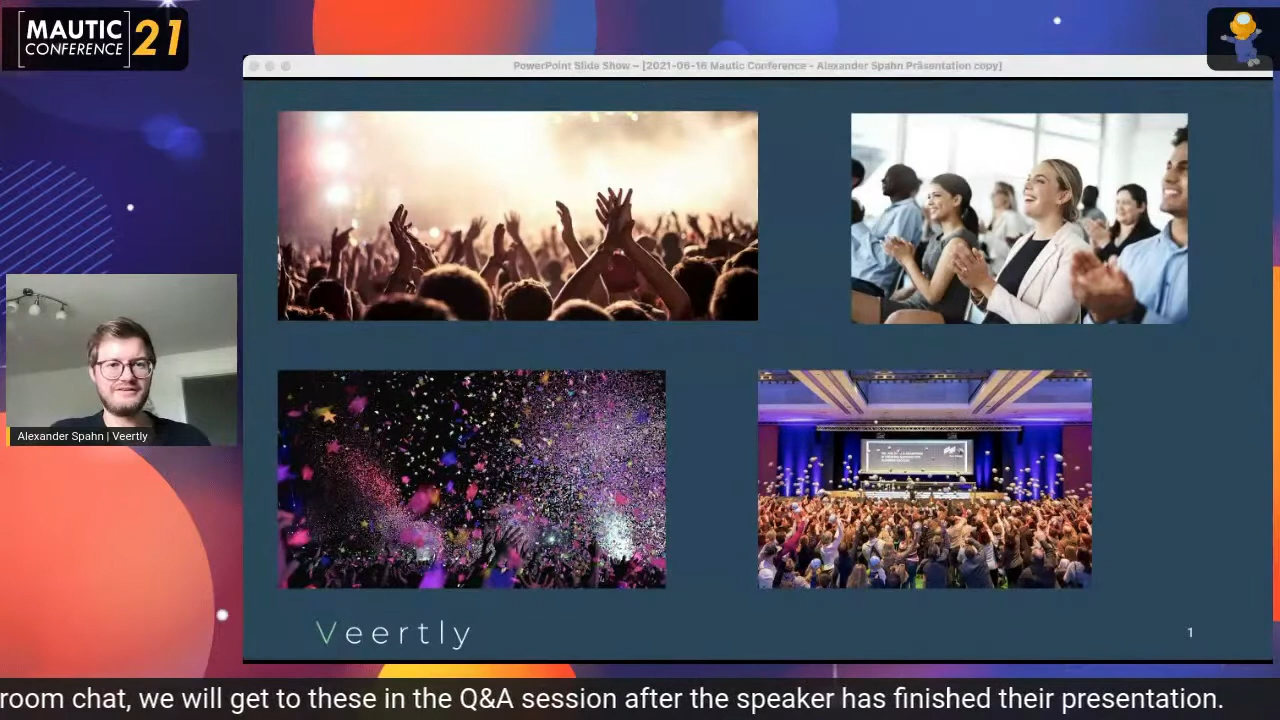 MAUTIC
CONFERENCE 21
PowerPoint Slide Show – [2021-06-16 Mautic Conference - Alexander Spahn Präsentation copy]
Alexander Spahn | Veertly
Veertly
1
room chat, we will get to these in the Q&A session after the speaker has finished their presentation.